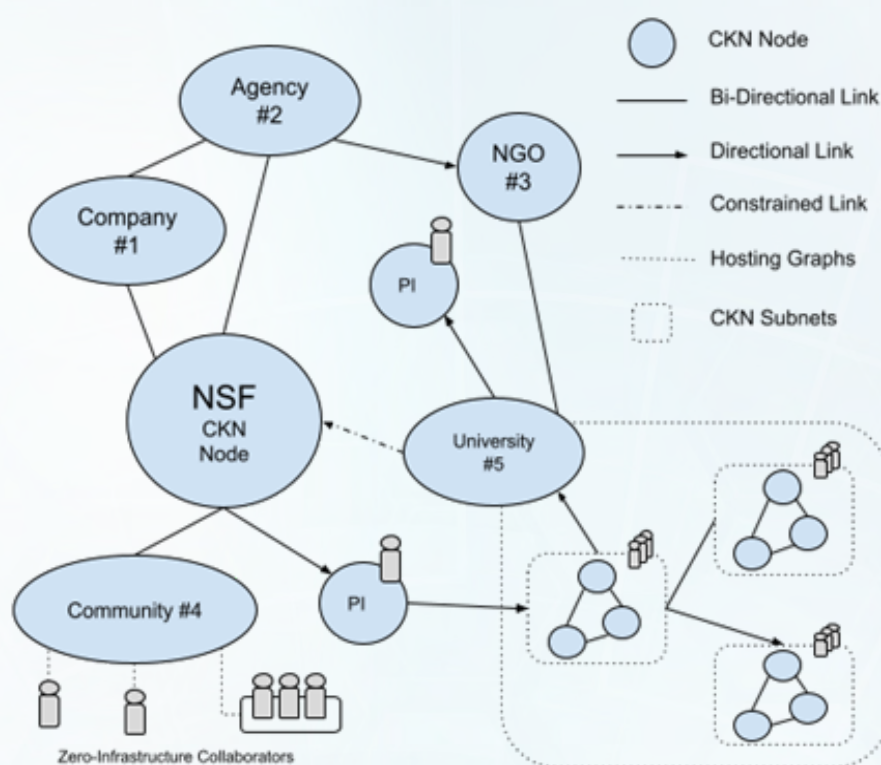 Agency
#2
CKN Node
Bi-Directional Link
Directional Link
Constrained Link
Hosting Graphs
CKN Subnets
NGO
#3
Company
#1
PI
NSF
CKN
Node
University
#5
Community #4
PI
Zero-Infrastructure Collaborators